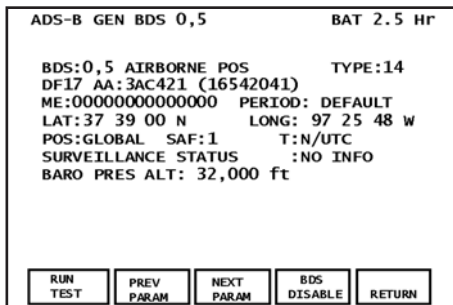 ADS-B GEN BDS 0,5 BAT 2.5 Hr
BDS:0,5 AIRBORNE POS TYPE:14
DF17 AA:3AC421 (16542041)
ME:00000000000000 PERIOD: DEFAULT
LAT:37 39 00 N LONG: 97 25 48 W
POS:GLOBAL SAF:1 T:N/UTC
SURVEILLANCE STATUS :NO INFO
BARO PRES ALT: 32,000 ft
RUN TEST PREV PARAM NEXT PARAM BDS DISABLE RETURN